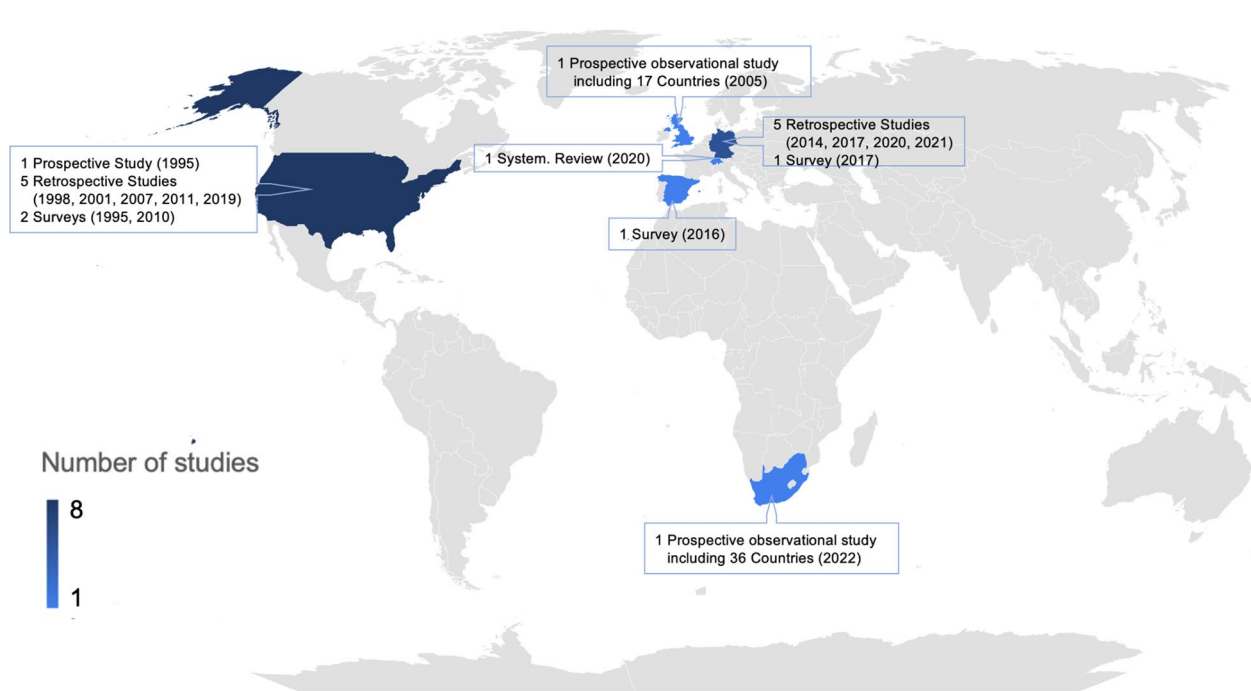 1 Prospective observational study
including 17 Countries (2005)
5 Retrospective Studies
(2014, 2017, 2020, 2021)
1 Survey (2017)
1 System. Review (2020)
1 Prospective Study (1995)
5 Retrospective Studies
(1998, 2001, 2007, 2011, 2019)
2 Surveys (1995, 2010)
1 Survey (2016)
Number of studies
8
1
1 Prospective observational study
including 36 Countries (2022)